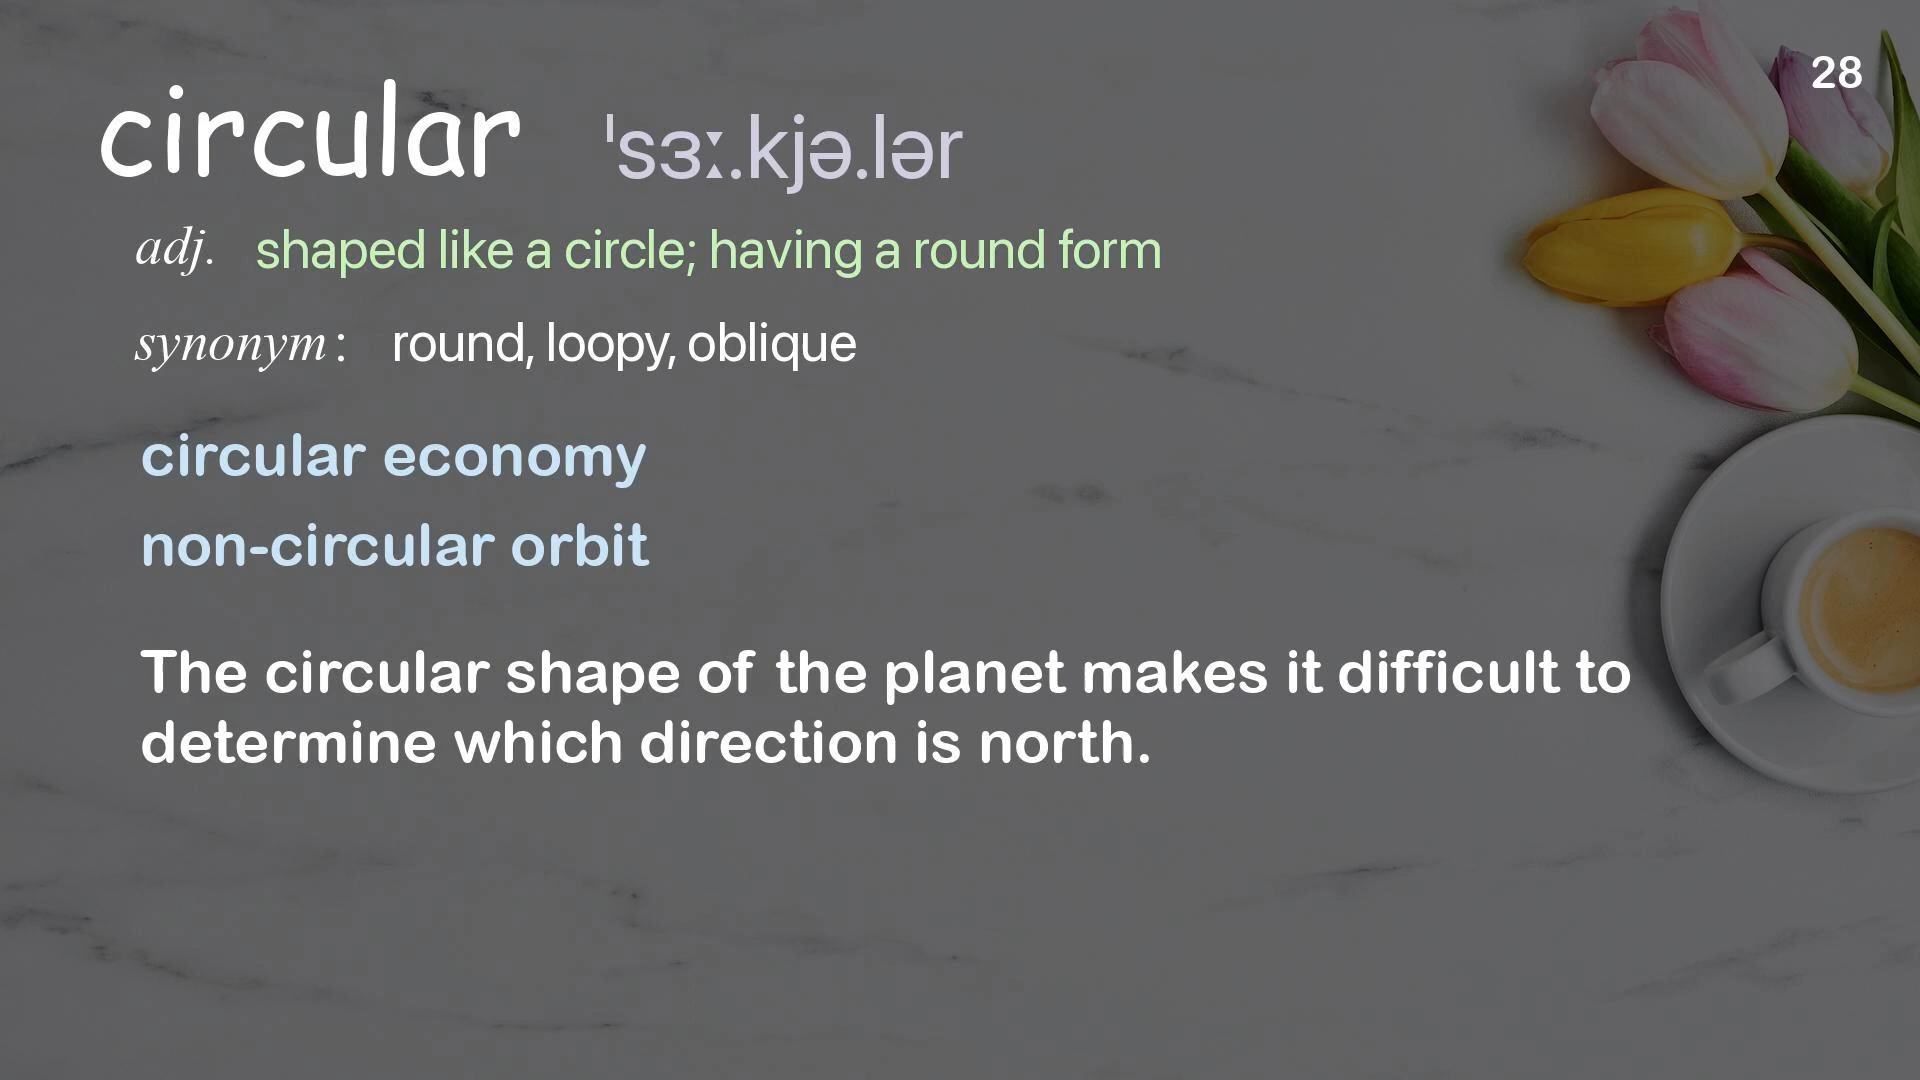 28
circular ˈsɜː.kjə.lər
adj. shaped like a circle; having a round form
synonym: round, loopy, oblique
circular economy
non-circular orbit
The circular shape of the planet makes it difficult to
determine which direction is north.